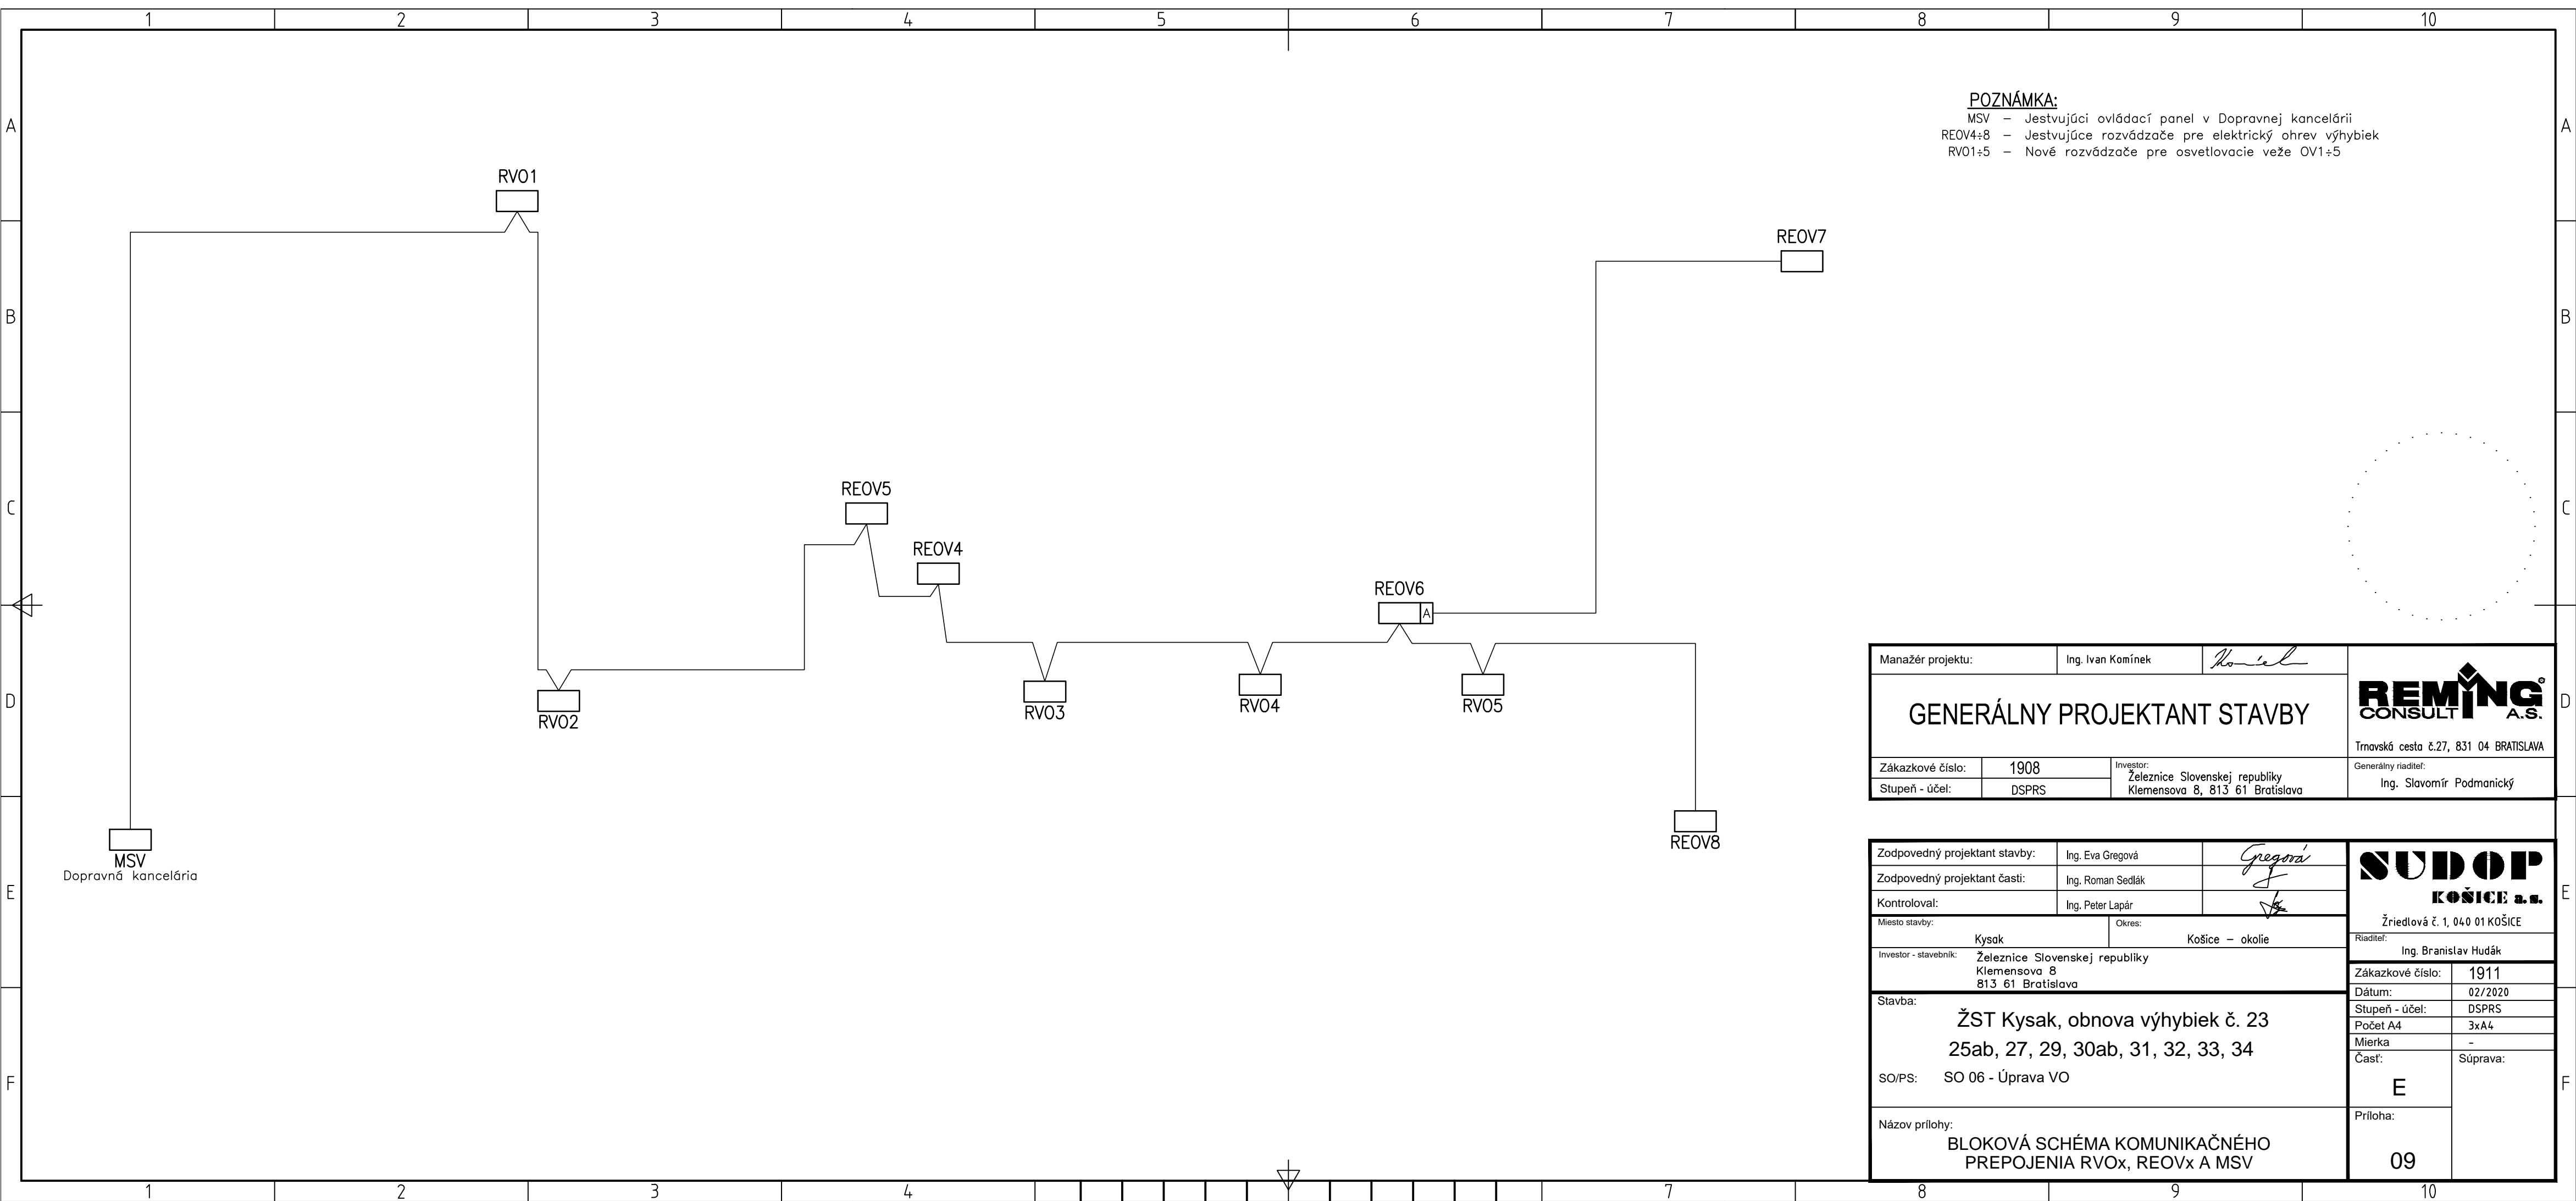 1 2 3 4 5 6 7 8 9 10
POZNÁMKA:
MSV – Jestvujúci ovládací panel v Dopravnej kancelárii
REOV4÷8 – Jestvujúce rozvádzače pre elektrický ohrev výhybiek
RVO1÷5 – Nové rozvádzače pre osvetlovacie veže OV1÷5
A A
RVO1
REOV7
B B
REOV5
C C
REOV4
REOV6
A
D D
RVO2
RVO3
RVO4
RVO5
REOV8
MSV
Dopravná kancelária
E E
F F
Manažér projektu: Ing. Ivan Komínek
REMING
CONSULT A.S.
GENERÁLNY PROJEKTANT STAVBY
Trnavská cesta č.27, 831 04 BRATISLAVA
Zákazkové číslo: 1908
Stupeň - účel: DSPRS
Investor:
Železnice Slovenskej republiky
Klemensova 8, 813 61 Bratislava
Generálny riaditeľ:
Ing. Slavomír Podmanický
Zodpovedný projektant stavby: Ing. Eva Gregová Gregová
Zodpovedný projektant časti: Ing. Roman Sedlák
Kontroloval: Ing. Peter Lapár
SUDOP
KOŠICE a.s.
Žriedlová č. 1, 040 01 KOŠICE
Riaditeľ:
Ing. Branislav Hudák
Miesto stavby:
Kysak
Okres:
Košice – okolie
Investor - stavebník: Železnice Slovenskej republiky
Klemensova 8
813 61 Bratislava
Zákazkové číslo: 1911
Dátum: 02/2020
Stupeň - účel: DSPRS
Počet A4 3xA4
Mierka -
Časť: Súprava:
E
Stavba:
ŽST Kysak, obnova výhybiek č. 23
25ab, 27, 29, 30ab, 31, 32, 33, 34
SO/PS: SO 06 - Úprava VO
Príloha:
09
Názov prílohy:
BLOKOVÁ SCHÉMA KOMUNIKAČNÉHO
PREPOJENIA RVOx, REOVx A MSV
1 2 3 4 7 8 9 10